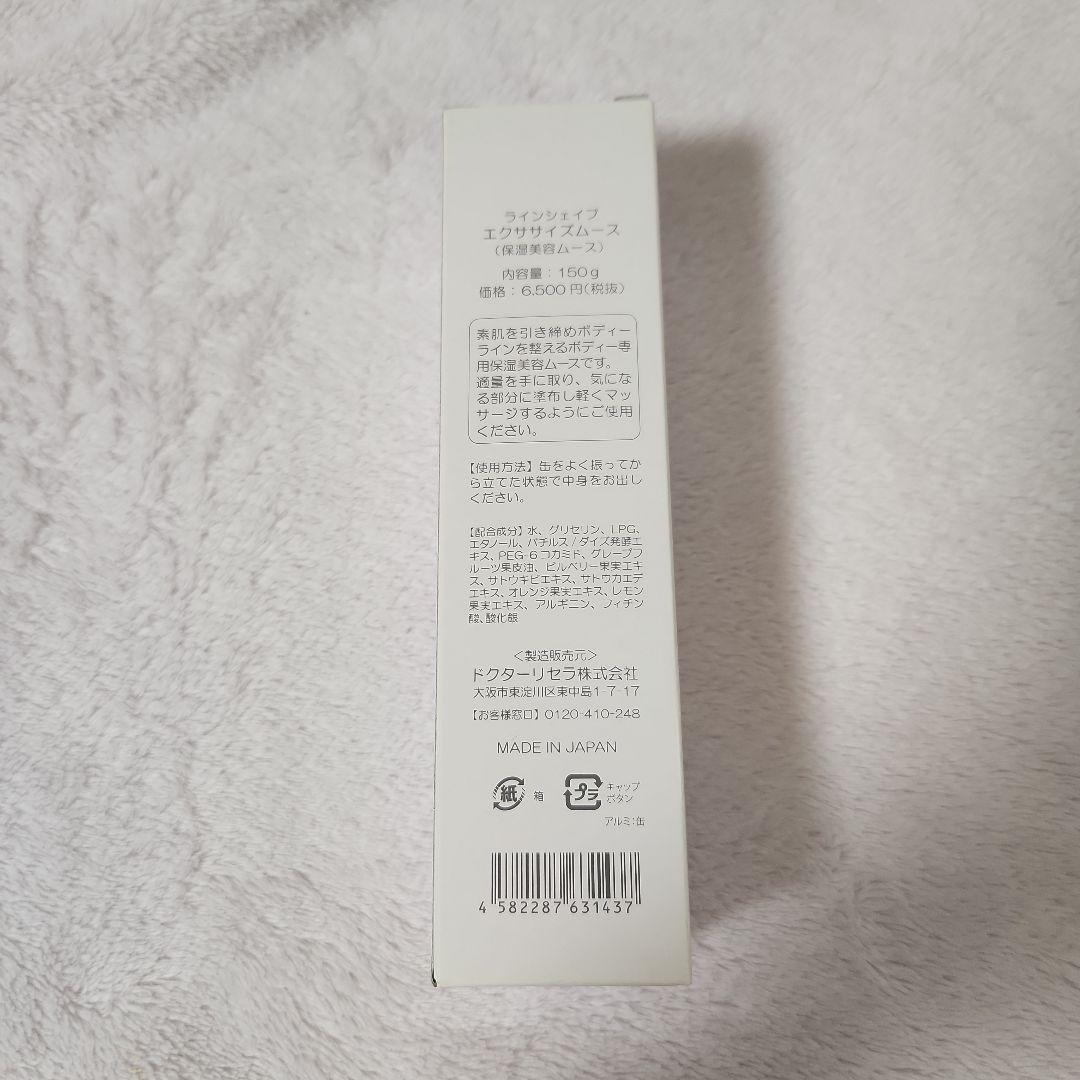 ラインシェイプ
エクササイズムース
（保湿美容ムース）
内容量：150g
価格：6,500円（税抜）
素肌を引き締めボディー
ラインを整えるボディー専
用保湿美容ムースです。
適量を手に取り、気にな
る部分に塗布し軽くマッ
サージするようにご使用
ください。
【使用方法】缶をよく振ってか
ら立てた状態で中身をお出し
ください。
【配合成分】水、グリセリン、LPG、
エタノール、バチルス/ダイズ発酵エ
キス、PEG-6コカミド、グレープフ
ルーツ果皮油、ビルベリー果実エキ
ス、サトウキビエキス、サトウカエデ
エキス、オレンジ果実エキス、レモン
果実エキス、アルギニン、フィチン
酸、酸化銀
＜製造販売元＞
ドクターリセラ株式会社
大阪市東淀川区東中島1-7-17
【お客様窓口】0120-410-248
MADE IN JAPAN
紙 箱 プラ キャップ
ボタン
アルミ：缶
4 582287 631437